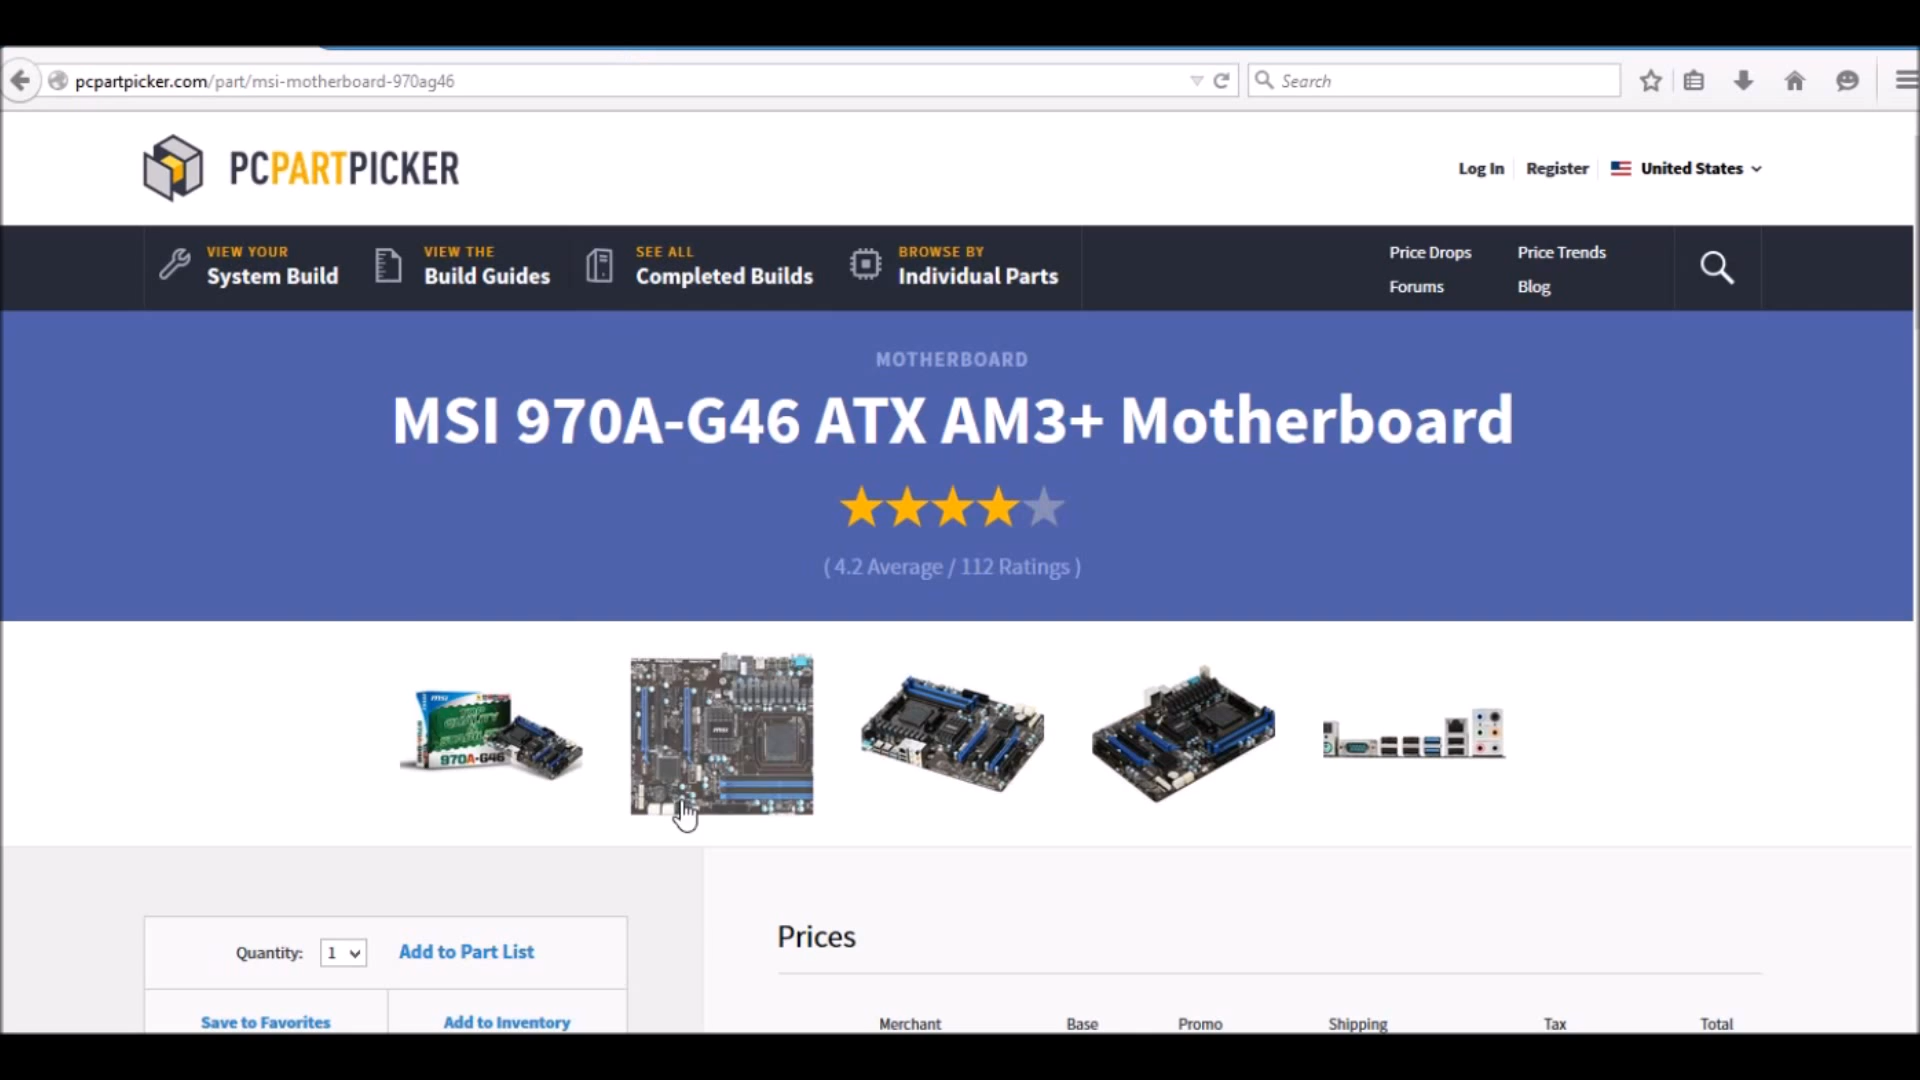 pcpartpicker.com/part/msi-motherboard-970ag46
Search
PCPARTPICKER
Log In
Register
United States
VIEW YOUR
System Build
VIEW THE
Build Guides
SEE ALL
Completed Builds
BROWSE BY
Individual Parts
Price Drops
Price Trends
Forums
Blog
MOTHERBOARD
MSI 970A-G46 ATX AM3+ Motherboard
( 4.2 Average / 112 Ratings )
msi
970A-G46
Quantity:
1
Add to Part List
Prices
Save to Favorites
Add to Inventory
Merchant
Base
Promo
Shipping
Tax
Total